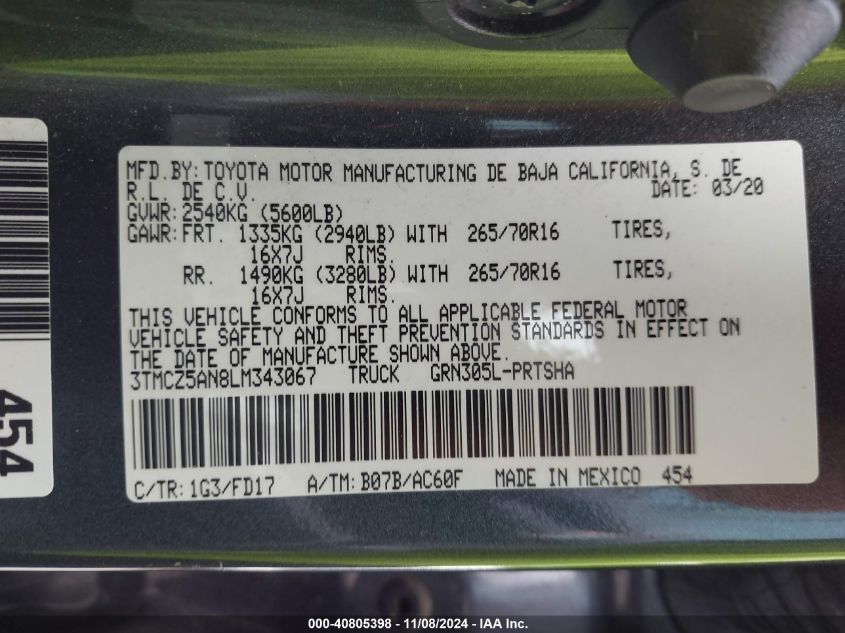 MFD.BY: TOYOTA MOTOR MANUFACTURING DE BAJA CALIFORNIA, S. DE
R.L. DE C.V. DATE: 03/20
GVWR: 2540KG (5600LB)
GAWR: FRT. 1335KG (2940LB) WITH 265/70R16 TIRES,
16X7J RIMS.
RR. 1490KG (3280LB) WITH 265/70R16 TIRES,
16X7J RIMS.
THIS VEHICLE CONFORMS TO ALL APPLICABLE FEDERAL MOTOR
VEHICLE SAFETY AND THEFT PREVENTION STANDARDS IN EFFECT ON
THE DATE OF MANUFACTURE SHOWN ABOVE.
3TMCZ5AN8LM343067 TRUCK GRN305L-PRTSHA
C/TR: 1G3/FD17 A/TM: B07B/AC60F MADE IN MEXICO 454
454
000-40805398 - 11/08/2024 - IAA Inc.